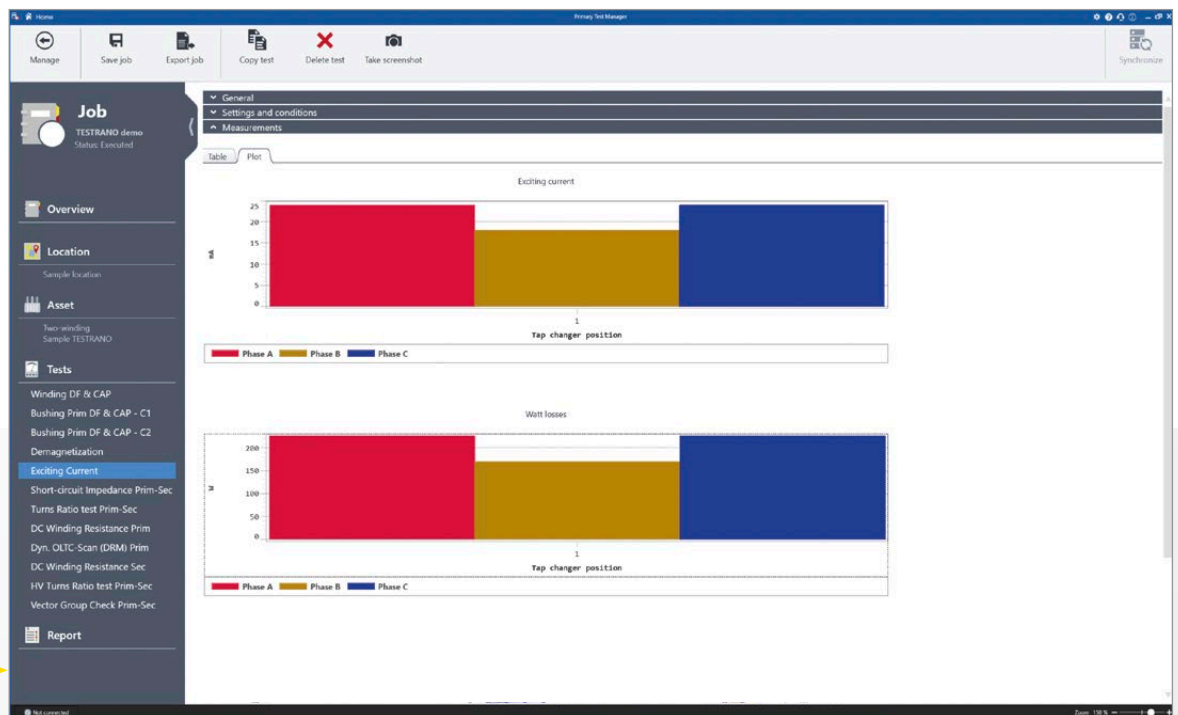 Home
Primary Test Manager
Manage
Save job
Export job
Copy test
Delete test
Take screenshot
Synchronize
Job
TESTRANO demo
Status: Executed
Overview
Location
Sample location
Asset
Two-winding
Sample TESTRANO
Tests
Winding DF & CAP
Bushing Prim DF & CAP - C1
Bushing Prim DF & CAP - C2
Demagnetization
Exciting Current
Short-circuit Impedance Prim-Sec
Turns Ratio test Prim-Sec
DC Winding Resistance Prim
Dyn. OLTC-Scan (DRM) Prim
DC Winding Resistance Sec
HV Turns Ratio test Prim-Sec
Vector Group Check Prim-Sec
Report
General
Settings and conditions
Measurements
Table Plot
Exciting current
25
20
15
10
5
0
mA
1
Tap changer position
Phase A Phase B Phase C
Watt losses
200
150
100
50
0
W
1
Tap changer position
Phase A Phase B Phase C
Not connected
Zoom 150 %